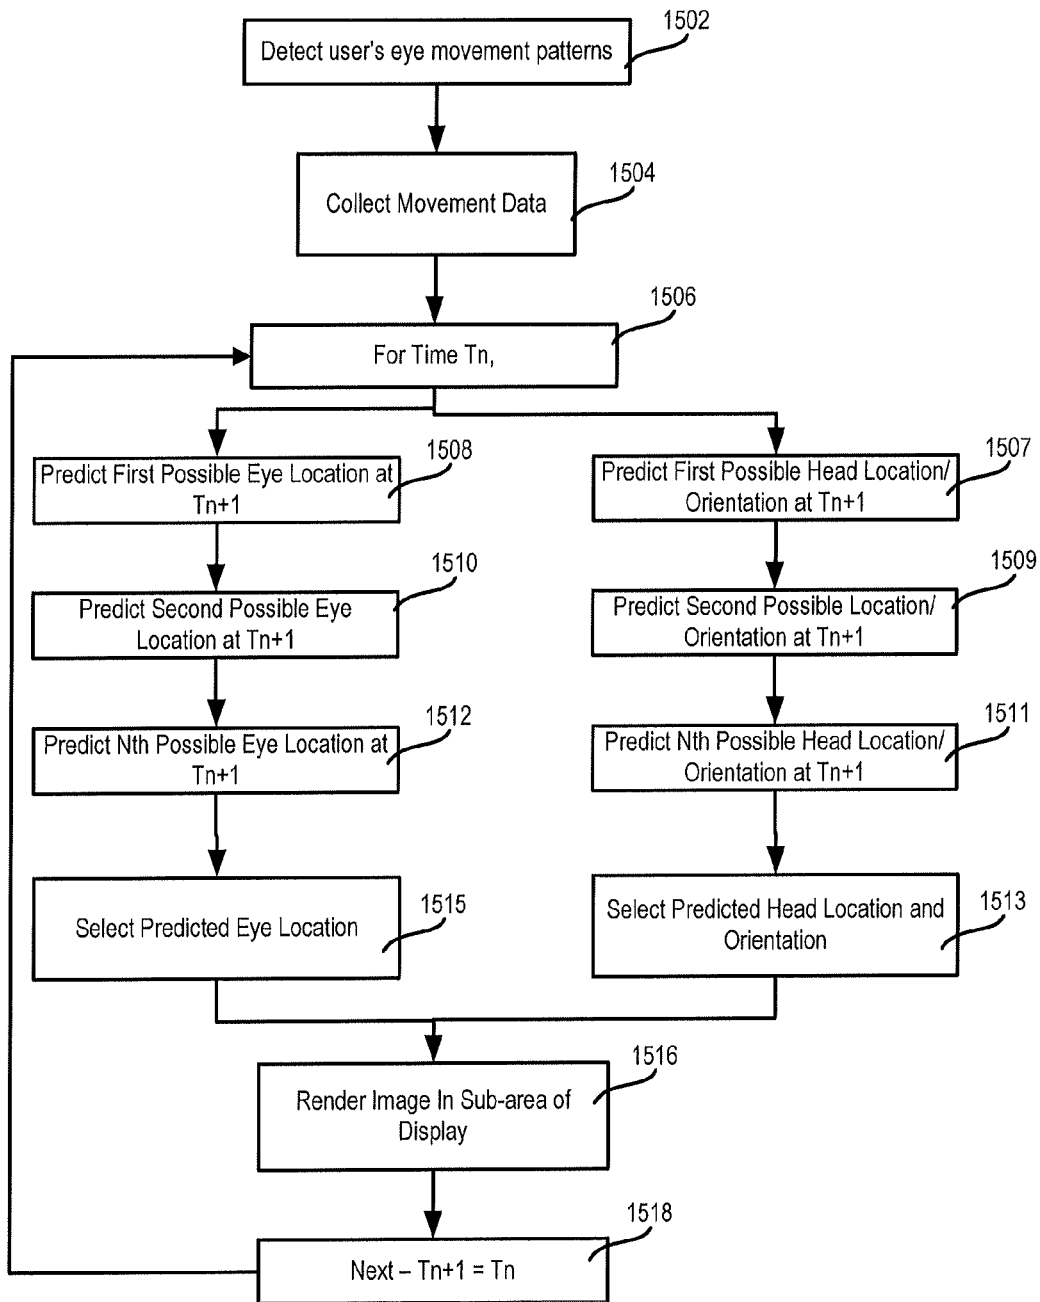 1502
Detect user's eye movement patterns
1504
Collect Movement Data
1506
For Time Tn,
1508
Predict First Possible Eye Location at
Tn+1
1507
Predict First Possible Head Location/
Orientation at Tn+1
1510
Predict Second Possible Eye
Location at Tn+1
1509
Predict Second Possible Location/
Orientation at Tn+1
1512
Predict Nth Possible Eye Location at
Tn+1
1511
Predict Nth Possible Head Location/
Orientation at Tn+1
1515
Select Predicted Eye Location
1513
Select Predicted Head Location and
Orientation
1516
Render Image In Sub-area of
Display
1518
Next – Tn+1 = Tn